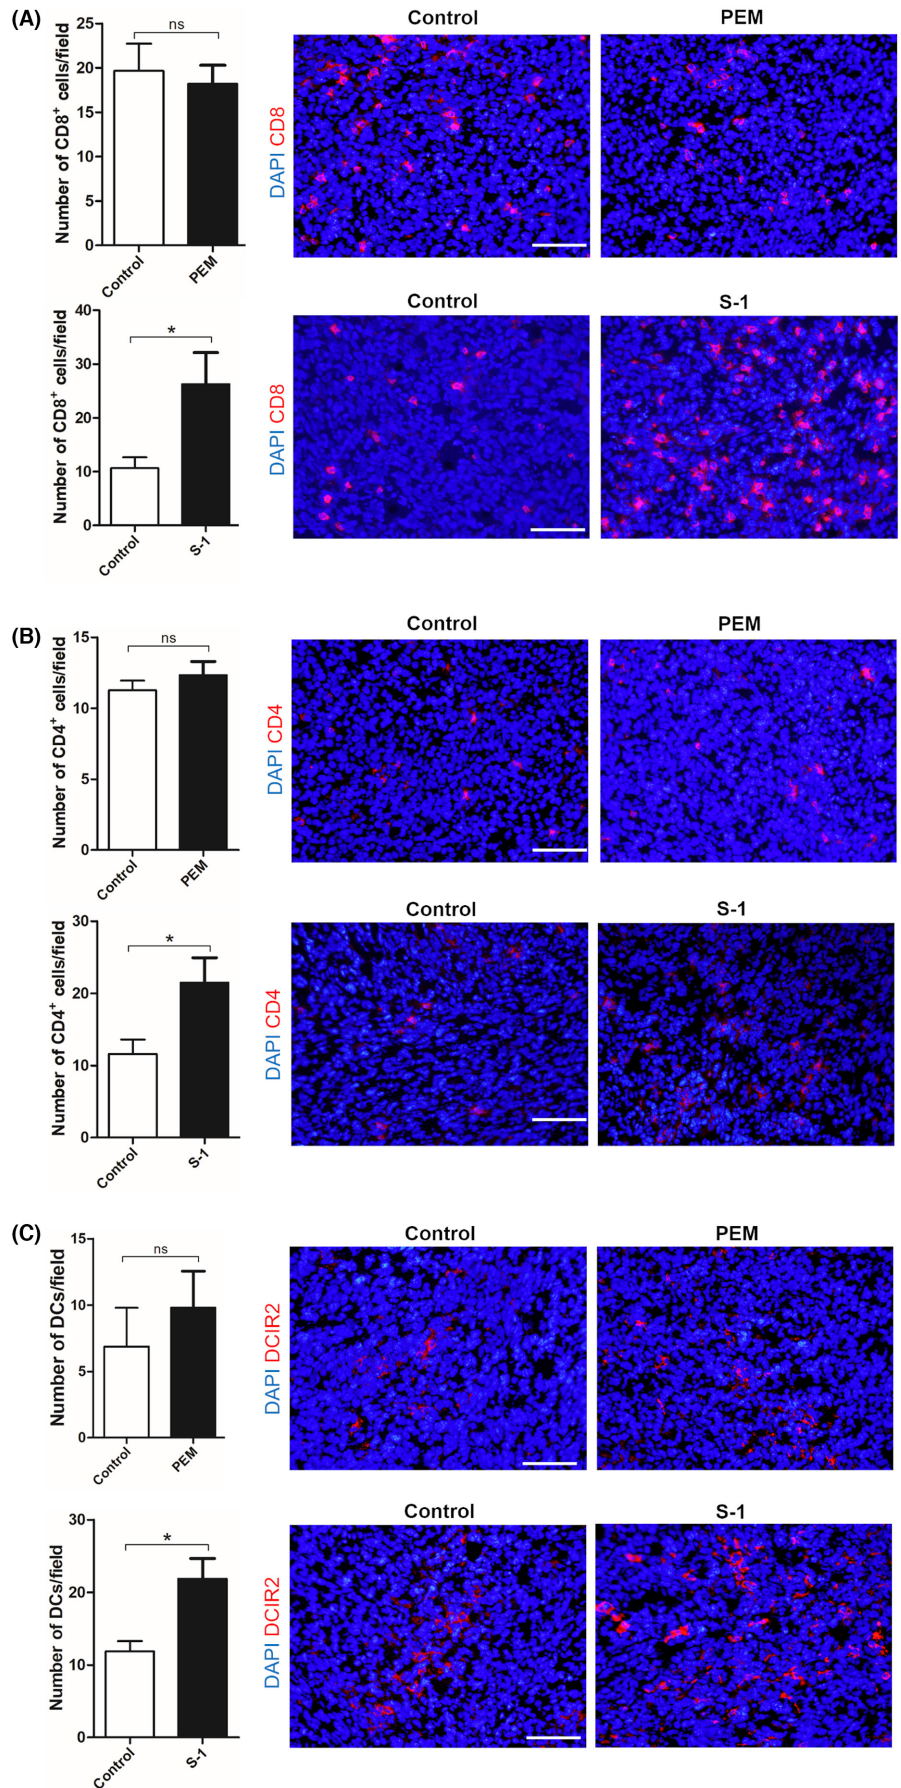 (A)
Number of CD8+ cells/field
25
20
15
10
5
0
ns
Control
PEM
DAPI CD8
Control
PEM
Number of CD8+ cells/field
40
30
20
10
0
*
Control
S-1
DAPI CD8
Control
S-1
(B)
Number of CD4+ cells/field
15
10
5
0
ns
Control
PEM
DAPI CD4
Control
PEM
Number of CD4+ cells/field
30
20
10
0
*
Control
S-1
DAPI CD4
Control
S-1
(C)
Number of DCs/field
15
10
5
0
ns
Control
PEM
DAPI DCIR2
Control
PEM
Number of DCs/field
30
20
10
0
*
Control
S-1
DAPI DCIR2
Control
S-1